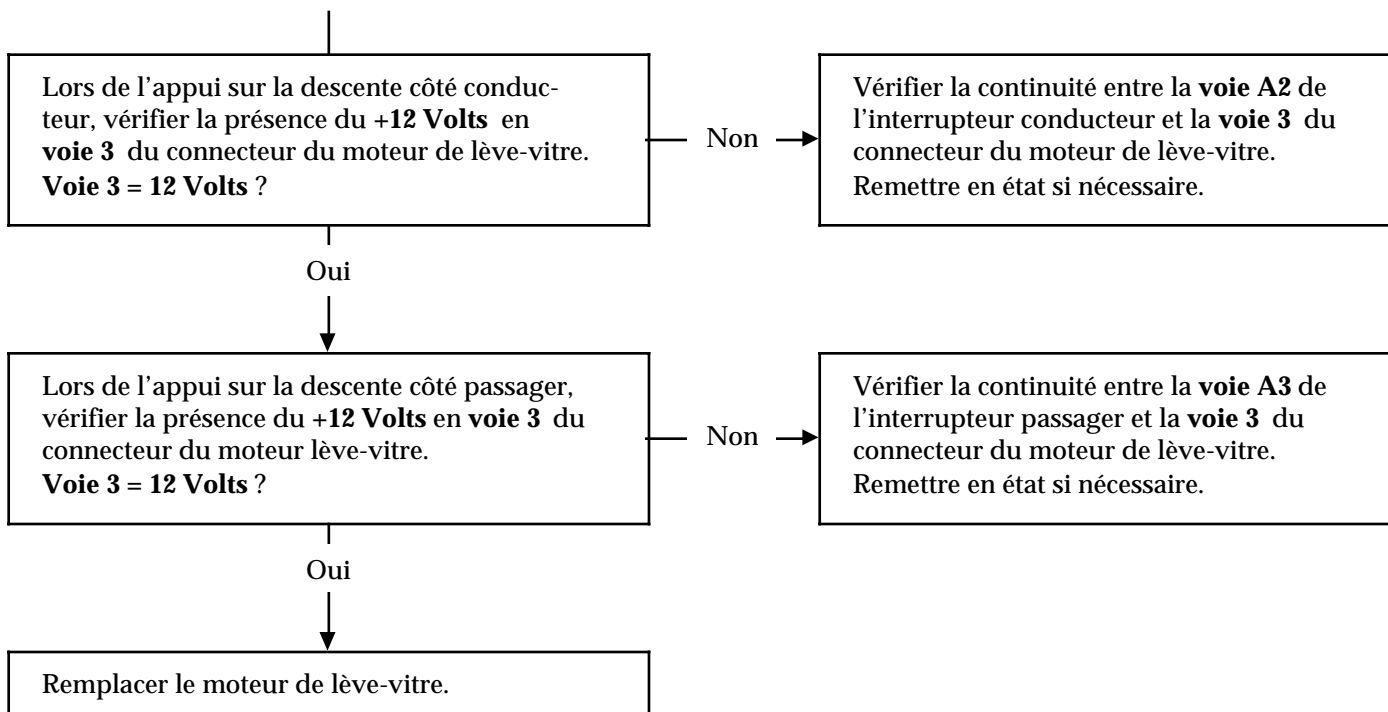 Lors de l'appui sur la descente côté conduc-
teur, vérifier la présence du +12 Volts en
voie 3 du connecteur du moteur de lève-vitre.
Voie 3 = 12 Volts ?
Non
Vérifier la continuité entre la voie A2 de
l'interrupteur conducteur et la voie 3 du
connecteur du moteur de lève-vitre.
Remettre en état si nécessaire.
Oui
Lors de l'appui sur la descente côté passager,
vérifier la présence du +12 Volts en voie 3 du
connecteur du moteur lève-vitre.
Voie 3 = 12 Volts ?
Non
Vérifier la continuité entre la voie A3 de
l'interrupteur passager et la voie 3 du
connecteur du moteur de lève-vitre.
Remettre en état si nécessaire.
Oui
Remplacer le moteur de lève-vitre.